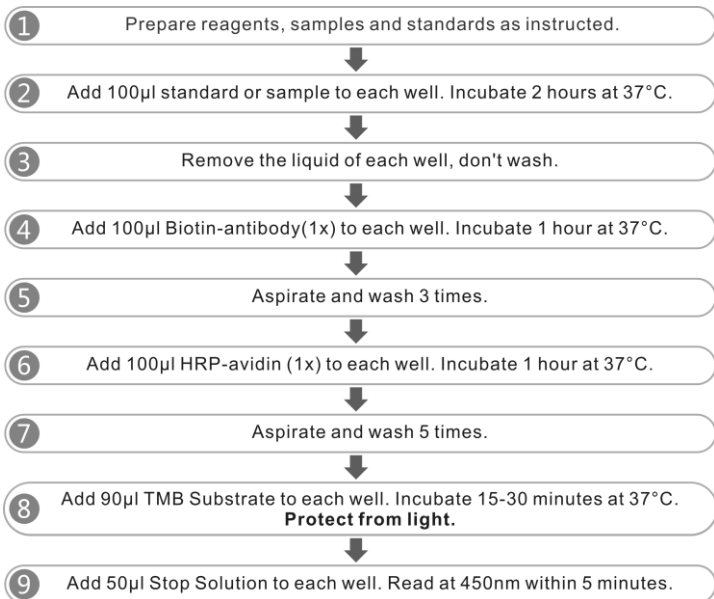 1 Prepare reagents, samples and standards as instructed.
2 Add 100μl standard or sample to each well. Incubate 2 hours at 37°C.
3 Remove the liquid of each well, don't wash.
4 Add 100μl Biotin-antibody(1x) to each well. Incubate 1 hour at 37°C.
5 Aspirate and wash 3 times.
6 Add 100μl HRP-avidin (1x) to each well. Incubate 1 hour at 37°C.
7 Aspirate and wash 5 times.
8 Add 90μl TMB Substrate to each well. Incubate 15-30 minutes at 37°C.
Protect from light.
9 Add 50μl Stop Solution to each well. Read at 450nm within 5 minutes.